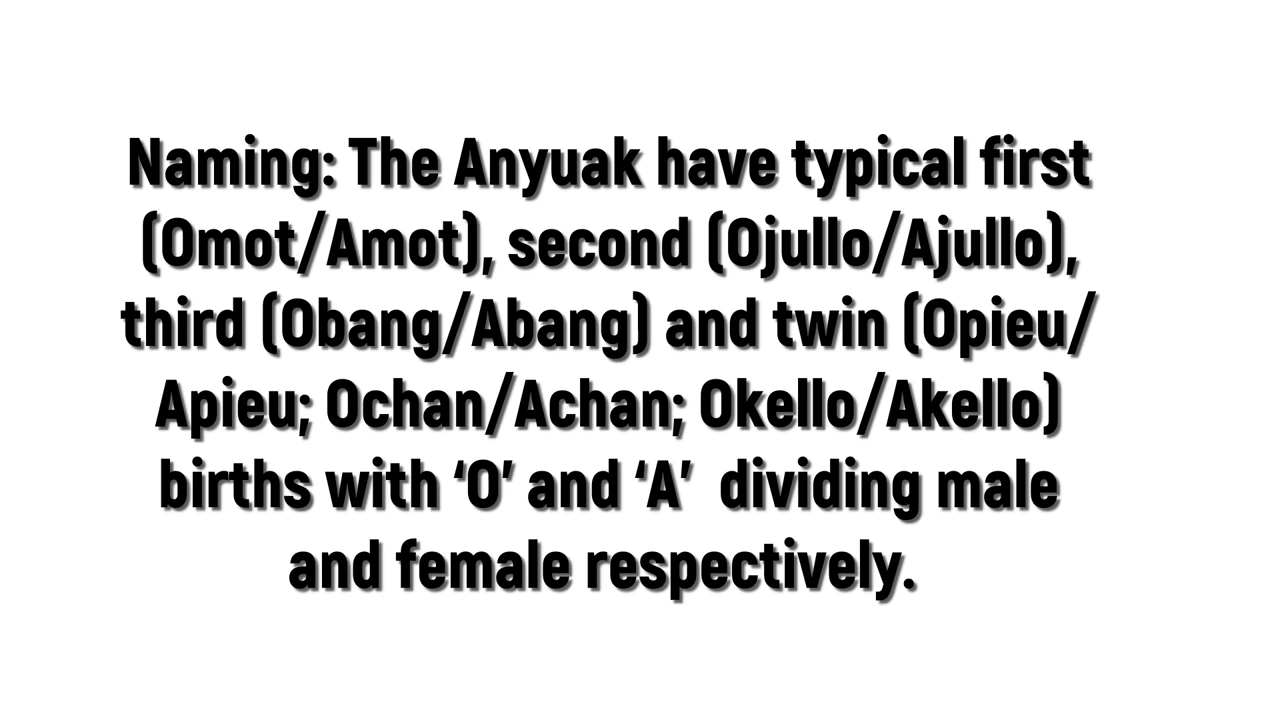 Naming: The Anyuak have typical first
(Omot/Amot), second (Ojullo/Ajullo),
third (Obang/Abang) and twin (Opieu/
Apieu; Ochan/Achan; Okello/Akello)
births with ‘O’ and ‘A’  dividing male
and female respectively.